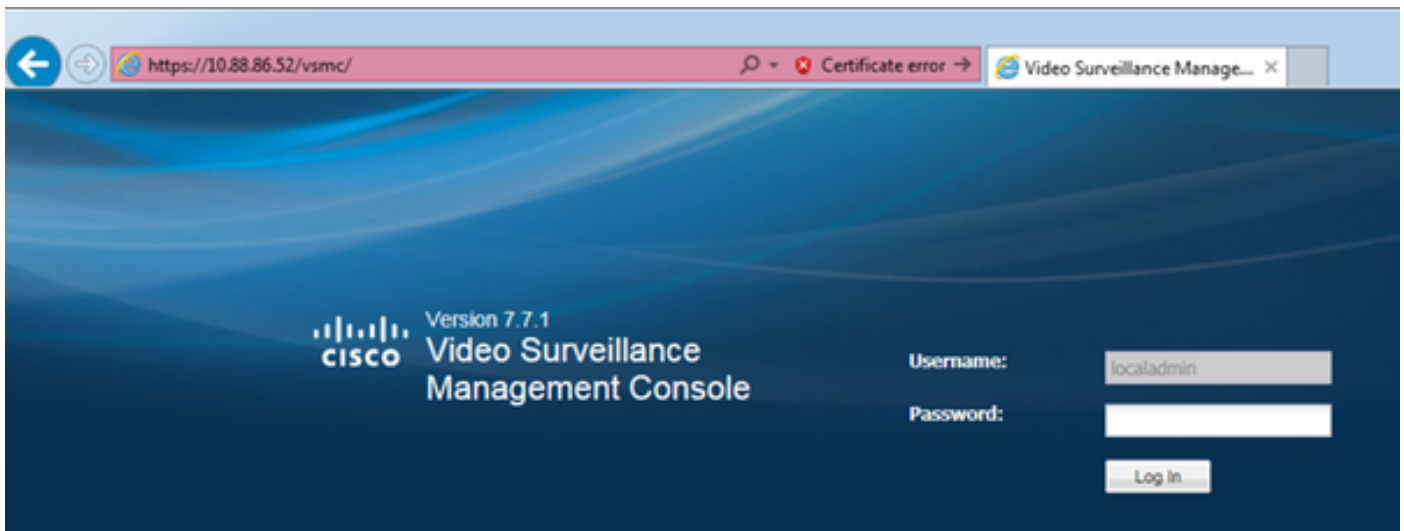 https://10.88.86.52/vsmc/
Certificate error
Video Surveillance Manage...
Version 7.7.1
CISCO
Video Surveillance
Management Console
Username:
localadmin
Password:
Log In